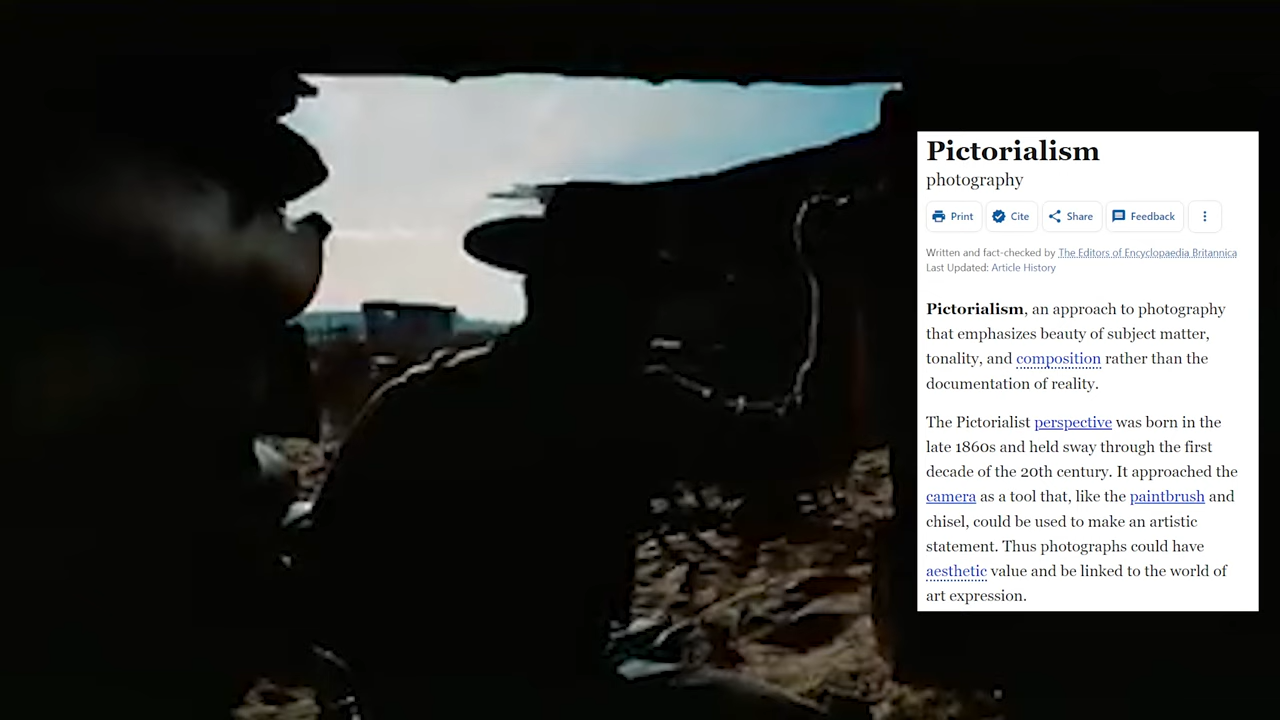 Pictorialism
photography
Print Cite Share Feedback
Written and fact-checked by The Editors of Encyclopaedia Britannica
Last Updated: Article History
Pictorialism, an approach to photography
that emphasizes beauty of subject matter,
tonality, and composition rather than the
documentation of reality.
The Pictorialist perspective was born in the
late 1860s and held sway through the first
decade of the 20th century. It approached the
camera as a tool that, like the paintbrush and
chisel, could be used to make an artistic
statement. Thus photographs could have
aesthetic value and be linked to the world of
art expression.